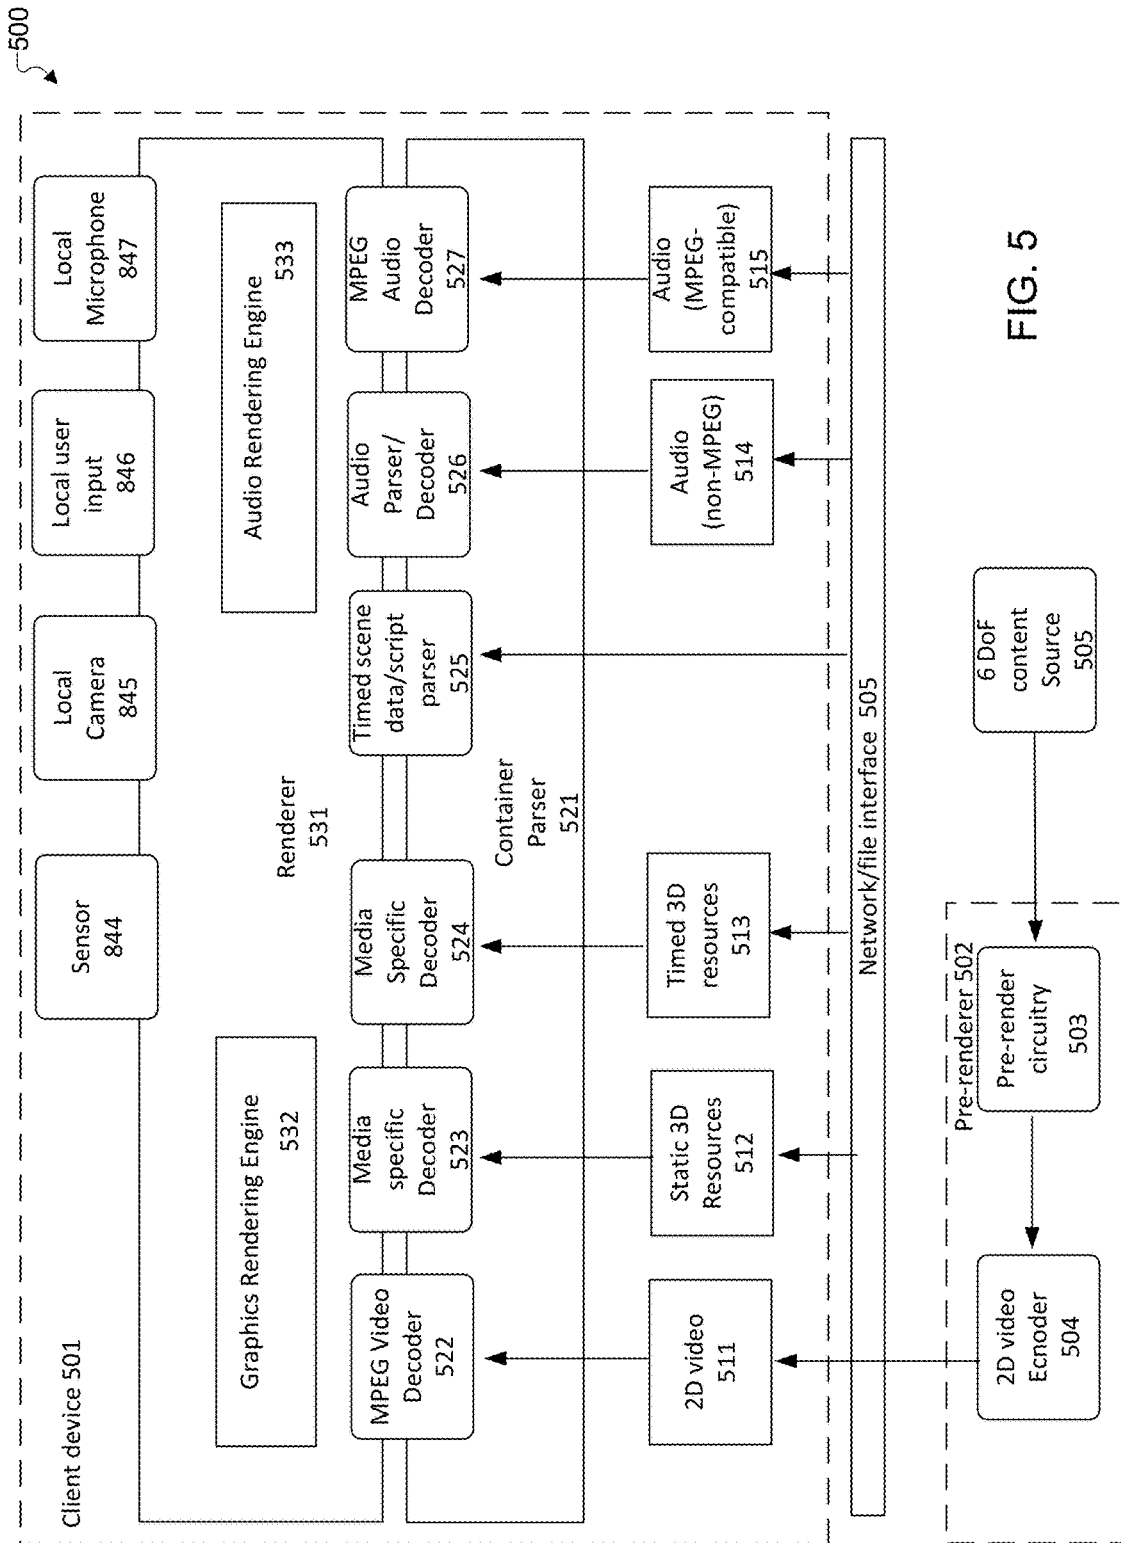 500
Client device 501
Sensor
844
Local
Camera
845
Local user
input
846
Local
Microphone
847
Graphics Rendering Engine
532
Renderer
531
Audio Rendering Engine
533
MPEG Video
Decoder
522
Media
specific
Decoder
523
Media
Specific
Decoder
524
Timed scene
data/script
parser
525
Audio
Parser/
Decoder
526
MPEG
Audio
Decoder
527
Container
Parser
521
2D video
511
Static 3D
Resources
512
Timed 3D
resources
513
Audio
(non-MPEG)
514
Audio
(MPEG-
compatible)
515
Network/file interface 505
Pre-renderer 502
2D video
Ecnoder
504
Pre-render
circuitry
503
6 DoF
content
Source
505
FIG. 5